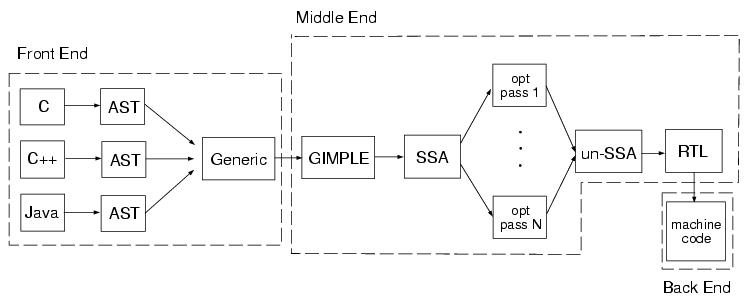 Middle End
Front End
C
AST
C++
AST
Java
AST
Generic
GIMPLE
SSA
opt
pass 1
opt
pass N
un-SSA
RTL
machine
code
Back End